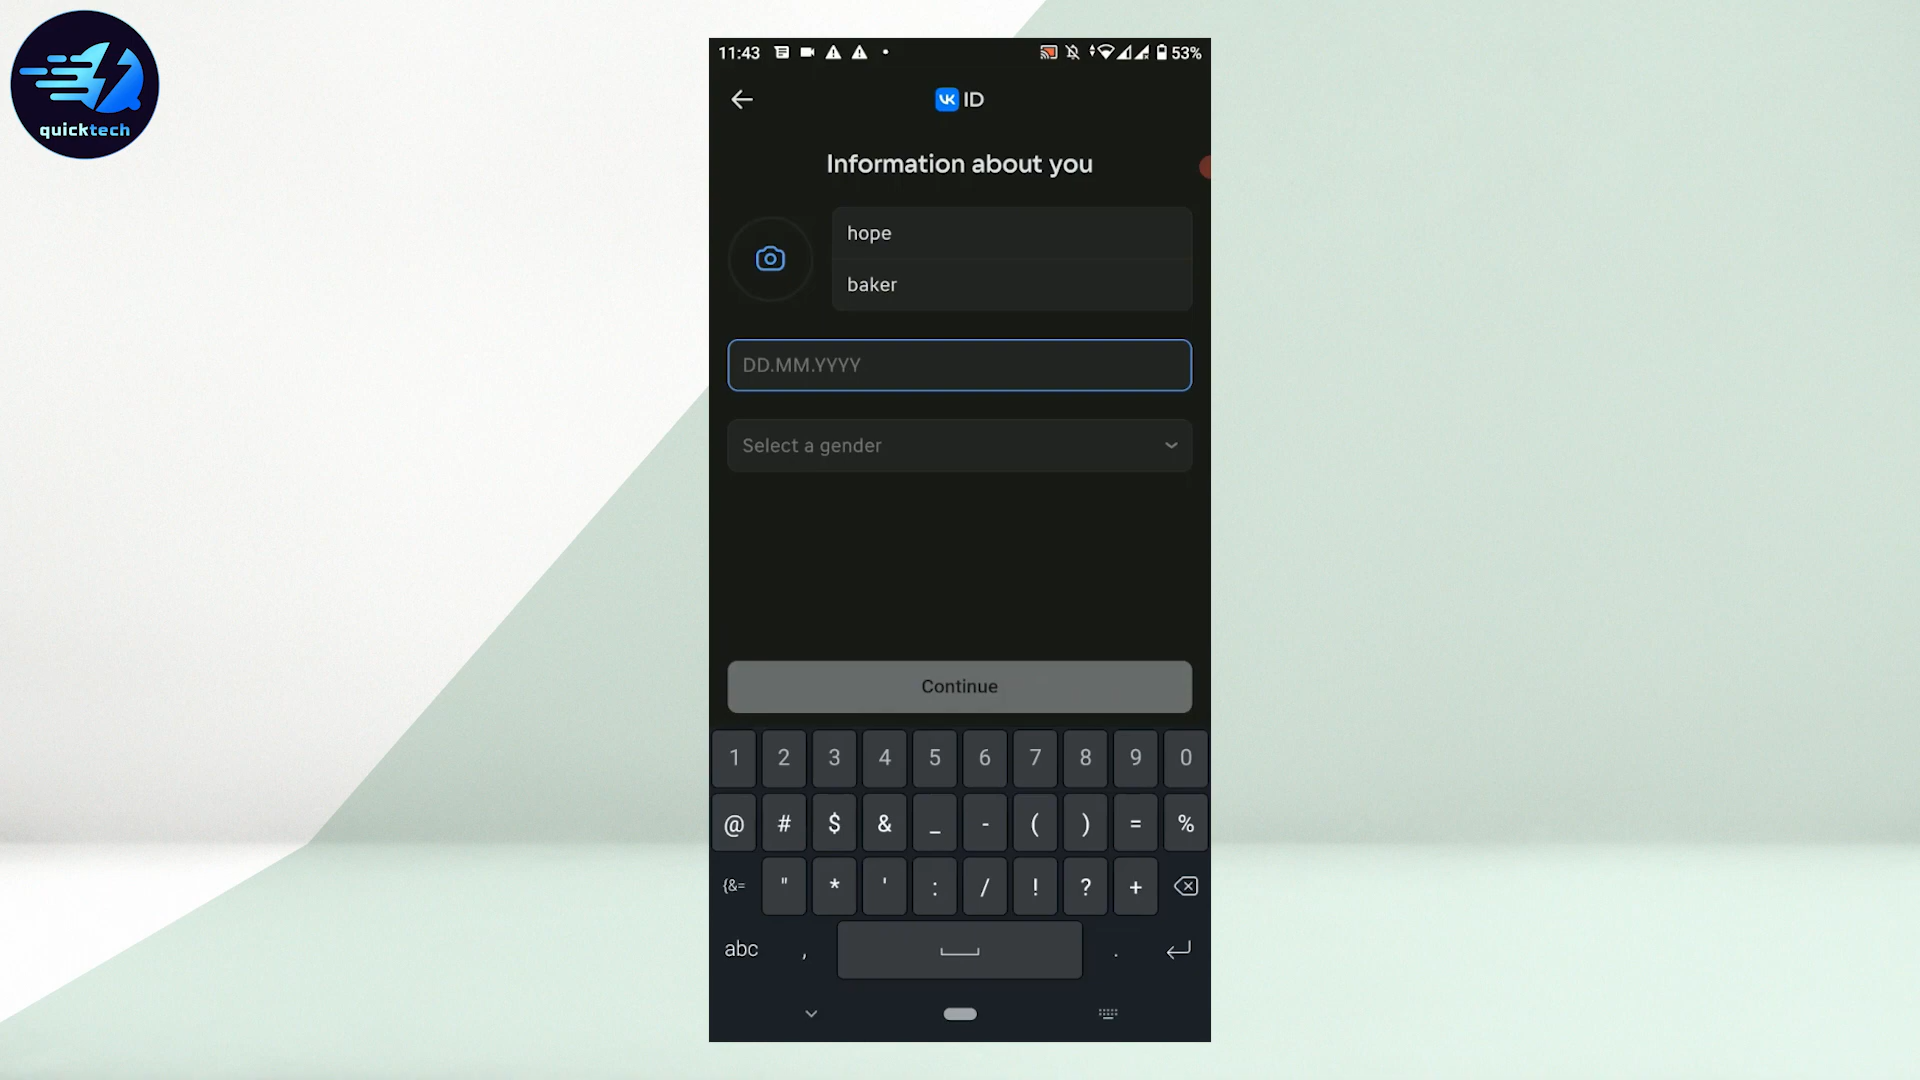 quicktech
11:43
53%
VK ID
Information about you
hope
baker
DD.MM.YYYY
Select a gender
Continue
1 2 3 4 5 6 7 8 9 0
@ # $ & _ - ( ) = %
{&= " * ' : / ! ? +
abc , .